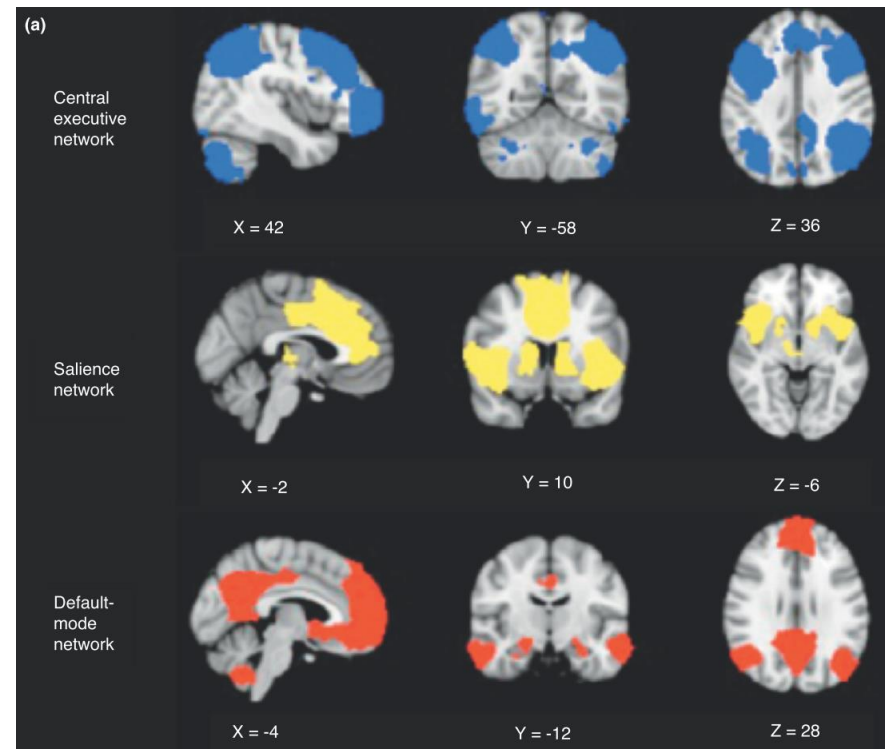 (a)
Central
executive
network
X = 42
Y = -58
Z = 36
Salience
network
X = -2
Y = 10
Z = -6
Default-
mode
network
X = -4
Y = -12
Z = 28